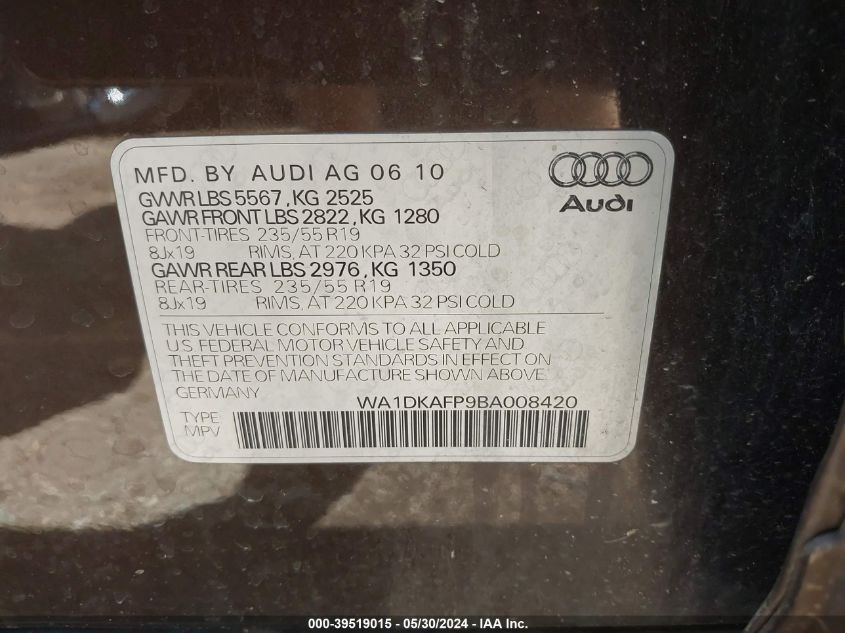 MFD. BY AUDI AG 06 10
GVWR LBS 5567, KG 2525
GAWR FRONT LBS 2822, KG 1280
FRONT-TIRES 235/55 R19
8Jx19 RIMS, AT 220 KPA 32 PSI COLD
GAWR REAR LBS 2976, KG 1350
REAR-TIRES 235/55 R19
8Jx19 RIMS, AT 220 KPA 32 PSI COLD
Audi
THIS VEHICLE CONFORMS TO ALL APPLICABLE
U.S. FEDERAL MOTOR VEHICLE SAFETY AND
THEFT PREVENTION STANDARDS IN EFFECT ON
THE DATE OF MANUFACTURE SHOWN ABOVE.
GERMANY
WA1DKAFP9BA008420
TYPE
MPV
000-39519015 - 05/30/2024 - IAA Inc.